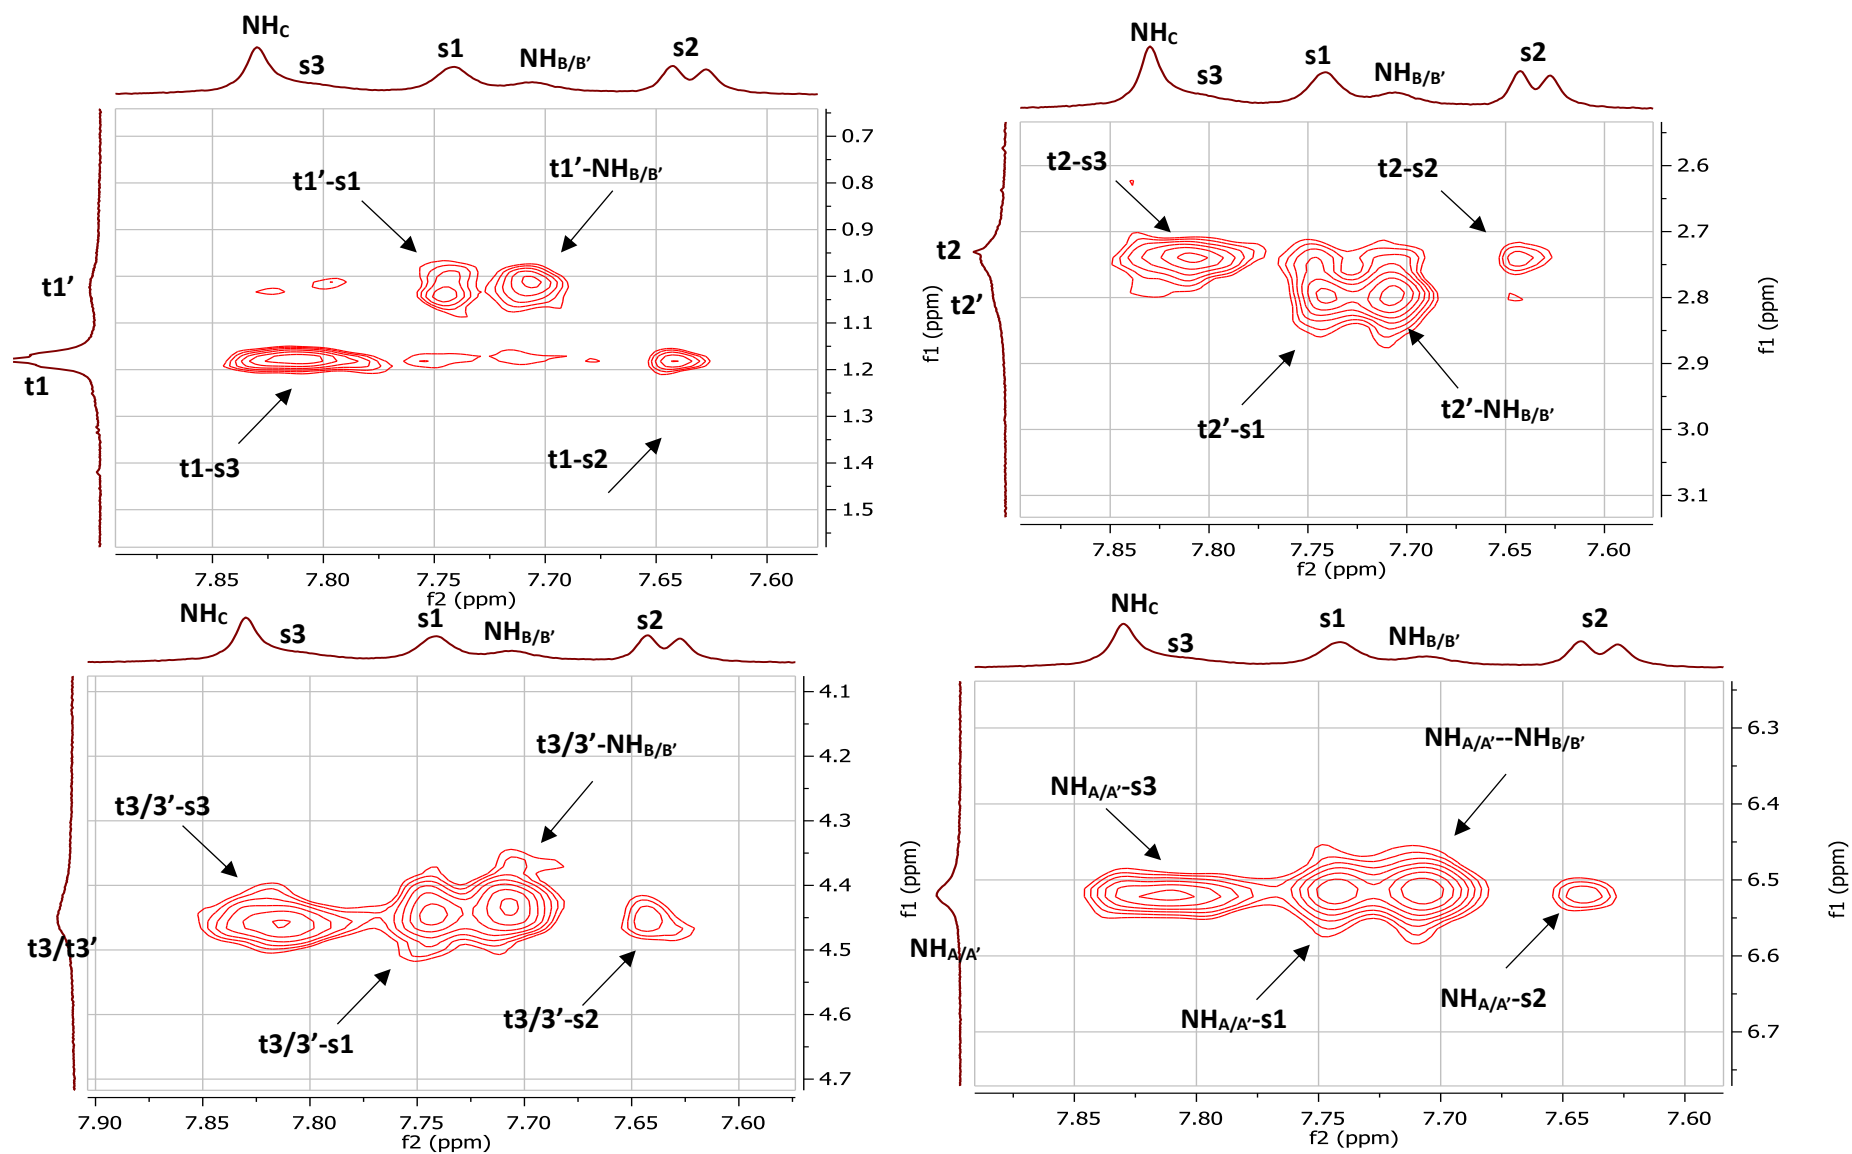 NHC
s3
s1
NHB/B’
s2
t1’-s1
t1’-NHB/B’
t1’
t1
t1-s3
t1-s2
0.7
0.8
0.9
1.0
1.1
1.2
1.3
1.4
1.5
f1 (ppm)
7.85 7.80 7.75 7.70 7.65 7.60
f2 (ppm)
NHC
s3
s1
NHB/B’
s2
t2-s3
t2-s2
t2
t2’
t2’-s1
t2’-NHB/B’
2.6
2.7
2.8
2.9
3.0
3.1
f1 (ppm)
7.85 7.80 7.75 7.70 7.65 7.60
f2 (ppm)
NHC
s3
s1
NHB/B’
s2
t3/3’-NHB/B’
t3/3’-s3
t3/t3’
t3/3’-s2
t3/3’-s1
4.1
4.2
4.3
4.4
4.5
4.6
4.7
f1 (ppm)
7.90 7.85 7.80 7.75 7.70 7.65 7.60
f2 (ppm)
NHC
s3
s1
NHB/B’
s2
NHA/A’--NHB/B’
NHA/A’-s3
NHA/A’
NHA/A’-s2
NHA/A’-s1
6.3
6.4
6.5
6.6
6.7
f1 (ppm)
7.85 7.80 7.75 7.70 7.65 7.60
f2 (ppm)